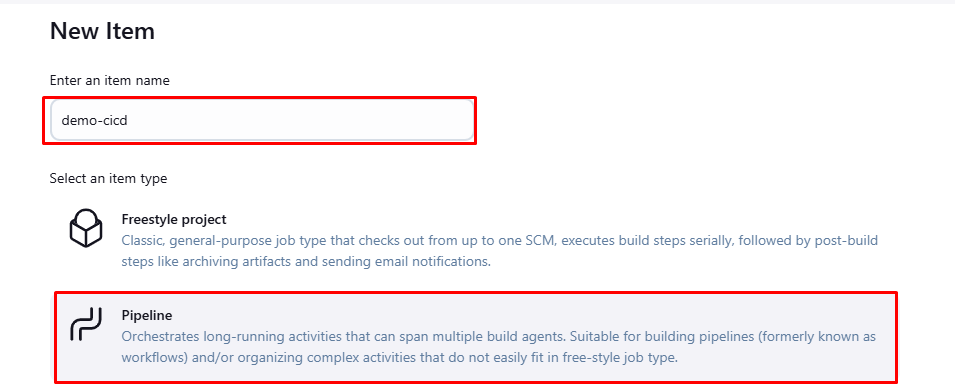 New Item
Enter an item name
demo-cicd
Select an item type
Freestyle project
Classic, general-purpose job type that checks out from up to one SCM, executes build steps serially, followed by post-build
steps like archiving artifacts and sending email notifications.
Pipeline
Orchestrates long-running activities that can span multiple build agents. Suitable for building pipelines (formerly known as
workflows) and/or organizing complex activities that do not easily fit in free-style job type.